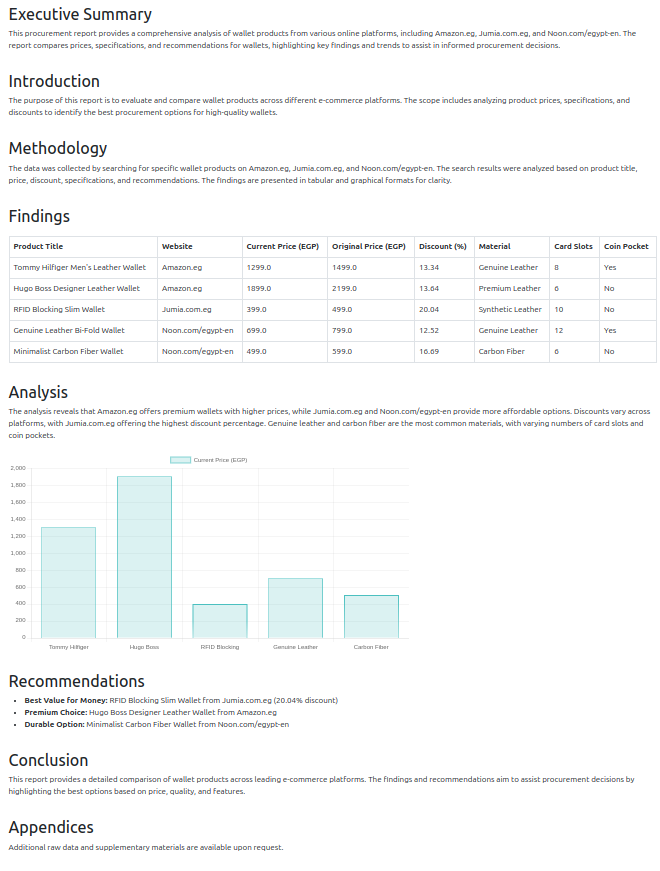 Executive Summary
This procurement report provides a comprehensive analysis of wallet products from various online platforms, including Amazon.eg, Jumia.com.eg, and Noon.com/egypt-en. The
report compares prices, specifications, and recommendations for wallets, highlighting key findings and trends to assist in informed procurement decisions.
Introduction
The purpose of this report is to evaluate and compare wallet products across different e-commerce platforms. The scope includes analyzing product prices, specifications, and
discounts to identify the best procurement options for high-quality wallets.
Methodology
The data was collected by searching for specific wallet products on Amazon.eg, Jumia.com.eg, and Noon.com/egypt-en. The search results were analyzed based on product title,
price, discount, specifications, and recommendations. The findings are presented in tabular and graphical formats for clarity.
Findings
Product Title Website Current Price (EGP) Original Price (EGP) Discount (%) Material Card Slots Coin Pocket
Tommy Hilfiger Men's Leather Wallet Amazon.eg 1299.0 1499.0 13.34 Genuine Leather 8 Yes
Hugo Boss Designer Leather Wallet Amazon.eg 1899.0 2199.0 13.64 Premium Leather 6 No
RFID Blocking Slim Wallet Jumia.com.eg 399.0 499.0 20.04 Synthetic Leather 10 No
Genuine Leather Bi-Fold Wallet Noon.com/egypt-en 699.0 799.0 12.52 Genuine Leather 12 Yes
Minimalist Carbon Fiber Wallet Noon.com/egypt-en 499.0 599.0 16.69 Carbon Fiber 6 No
Analysis
The analysis reveals that Amazon.eg offers premium wallets with higher prices, while Jumia.com.eg and Noon.com/egypt-en provide more affordable options. Discounts vary across
platforms, with Jumia.com.eg offering the highest discount percentage. Genuine leather and carbon fiber are the most common materials, with varying numbers of card slots and
coin pockets.
Current Price (EGP)
2,000
1,800
1,600
1,400
1,200
1,000
800
600
400
200
0
Tommy Hilfiger Hugo Boss RFID Blocking Genuine Leather Carbon Fiber
Recommendations
• Best Value for Money: RFID Blocking Slim Wallet from Jumia.com.eg (20.04% discount)
• Premium Choice: Hugo Boss Designer Leather Wallet from Amazon.eg
• Durable Option: Minimalist Carbon Fiber Wallet from Noon.com/egypt-en
Conclusion
This report provides a detailed comparison of wallet products across leading e-commerce platforms. The findings and recommendations aim to assist procurement decisions by
highlighting the best options based on price, quality, and features.
Appendices
Additional raw data and supplementary materials are available upon request.